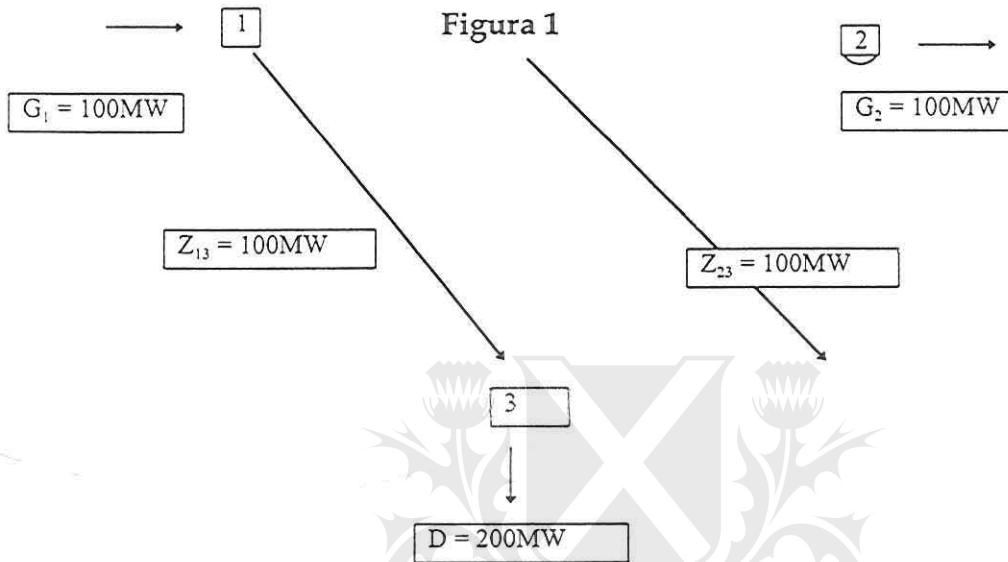 Figura 1
1
2
G₁ = 100MW
G₂ = 100MW
Z₁₃ = 100MW
Z₂₃ = 100MW
3
D = 200MW